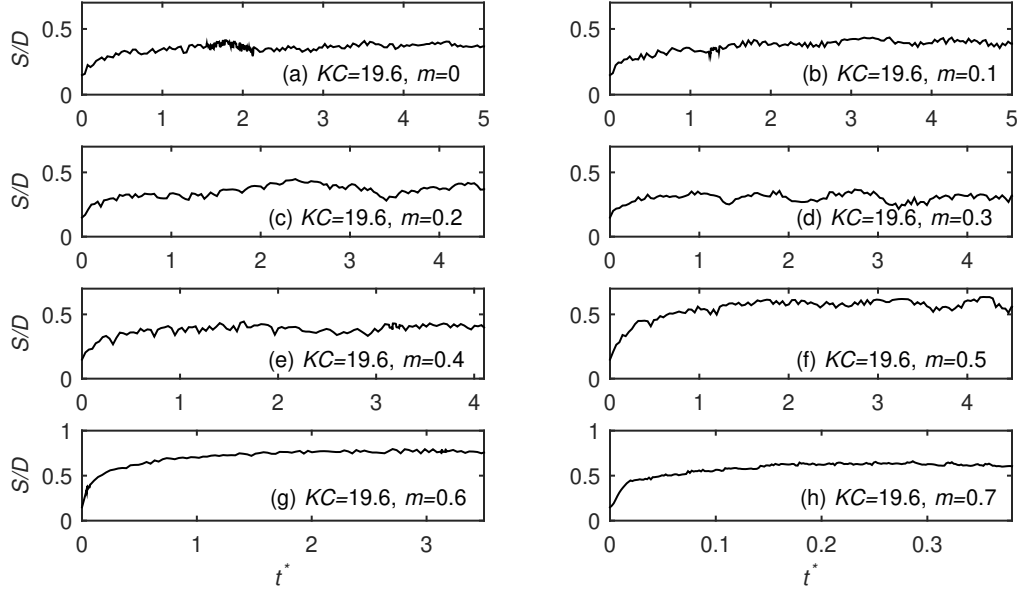 S/D
0.5
0
(a) KC=19.6, m=0
0 1 2 3 4 5
(b) KC=19.6, m=0.1
0.5
0
0 1 2 3 4 5
S/D
0.5
0
(c) KC=19.6, m=0.2
0 1 2 3 4
0.5
0
(d) KC=19.6, m=0.3
0 1 2 3 4
S/D
0.5
0
(e) KC=19.6, m=0.4
0 1 2 3 4
0.5
0
(f) KC=19.6, m=0.5
0 1 2 3 4
S/D
1
0.5
0
(g) KC=19.6, m=0.6
0 1 2 3
t*
1
0.5
0
(h) KC=19.6, m=0.7
0 0.1 0.2 0.3
t*